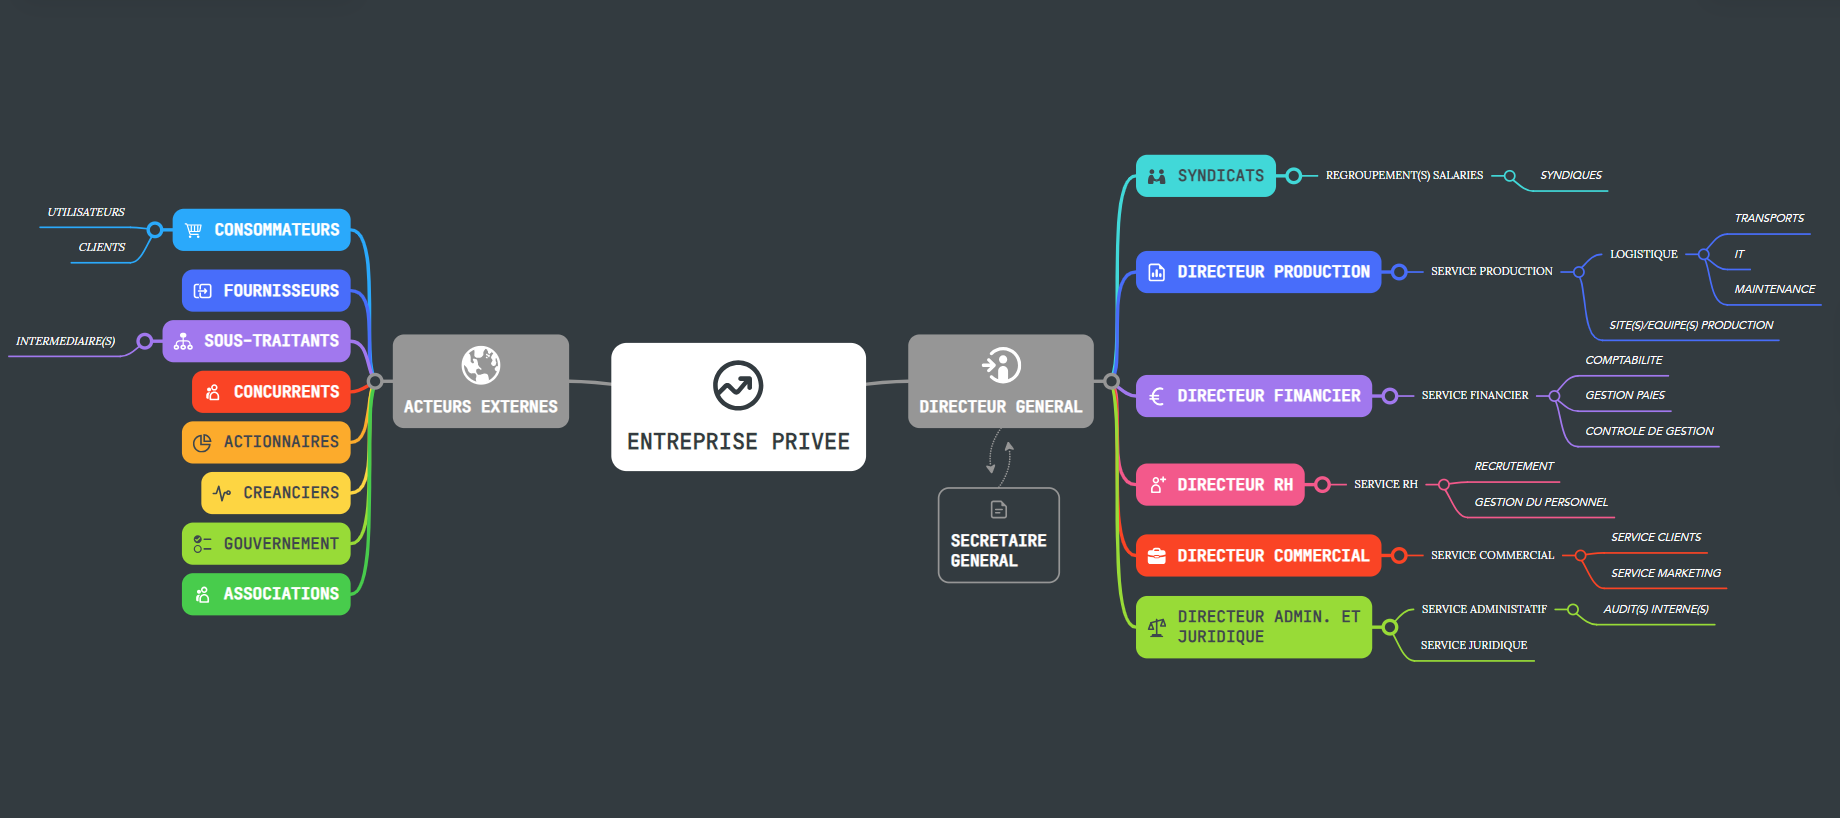 UTILISATEURS
CLIENTS
CONSOMMATEURS
FOURNISSEURS
INTERMEDIAIRE(S)
SOUS-TRAITANTS
CONCURRENTS
ACTIONNAIRES
CREANCIERS
GOUVERNEMENT
ASSOCIATIONS
ACTEURS EXTERNES
ENTREPRISE PRIVEE
DIRECTEUR GENERAL
SECRETAIRE
GENERAL
SYNDICATS
REGROUPEMENT(S) SALARIES
SYNDIQUES
DIRECTEUR PRODUCTION
SERVICE PRODUCTION
LOGISTIQUE
TRANSPORTS
IT
MAINTENANCE
SITE(S)/EQUIPE(S) PRODUCTION
DIRECTEUR FINANCIER
SERVICE FINANCIER
COMPTABILITE
GESTION PAIES
CONTROLE DE GESTION
DIRECTEUR RH
SERVICE RH
RECRUTEMENT
GESTION DU PERSONNEL
DIRECTEUR COMMERCIAL
SERVICE COMMERCIAL
SERVICE CLIENTS
SERVICE MARKETING
DIRECTEUR ADMIN. ET
JURIDIQUE
SERVICE ADMINISTATIF
AUDIT(S) INTERNE(S)
SERVICE JURIDIQUE